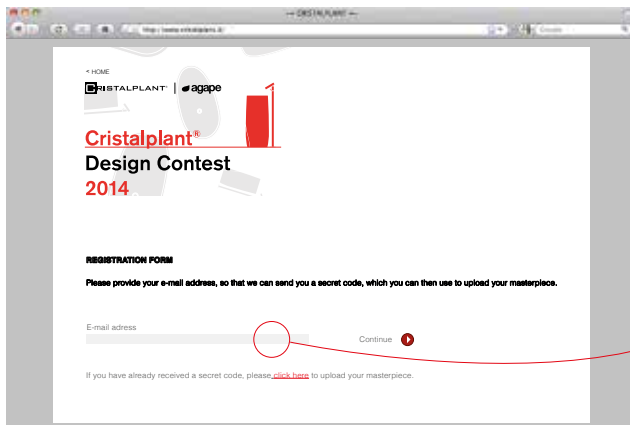 — CRISTALPLANT —
< HOME
CRISTALPLANT® | agape
1
Cristalplant®
Design Contest
2014
REGISTRATION FORM
Please provide your e-mail address, so that we can send you a secret code, which you can then use to upload your masterpiece.
E-mail adress
Continue
If you have already received a secret code, please click here to upload your masterpiece.